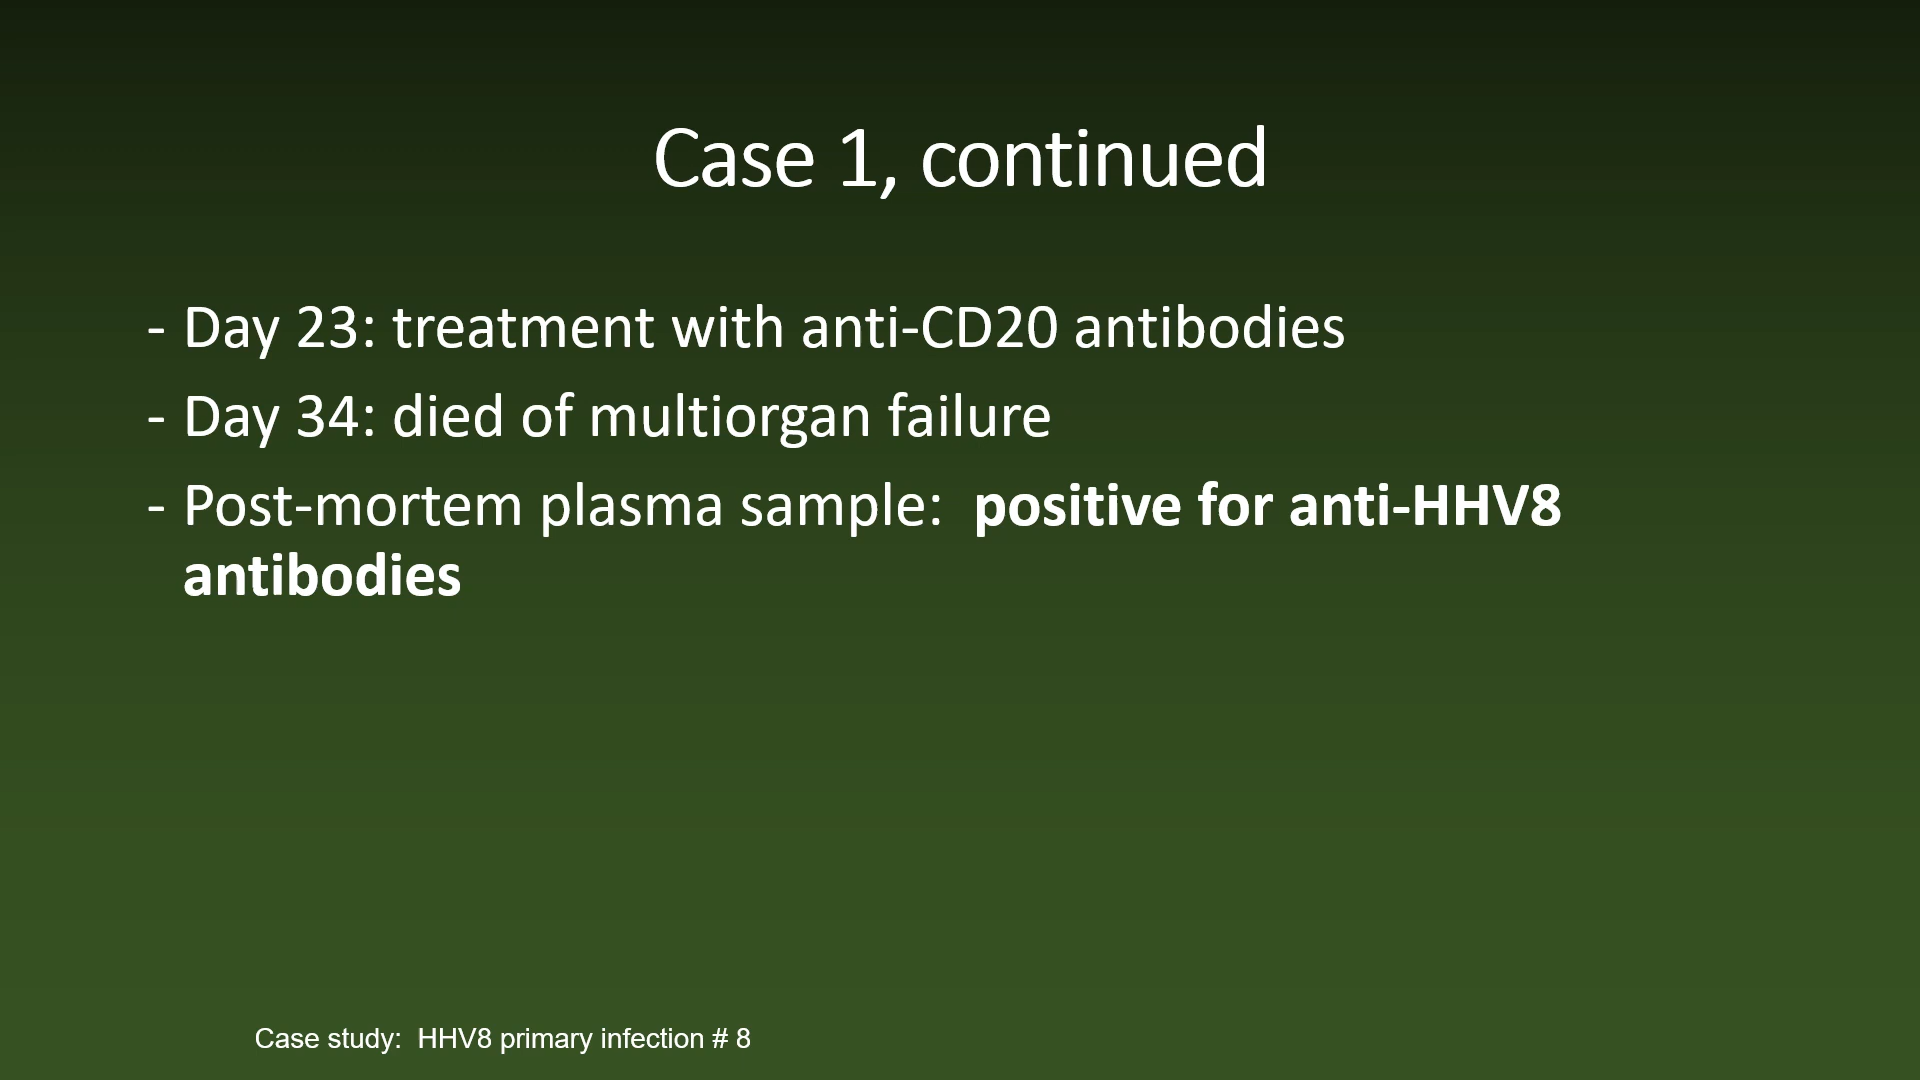 Case 1, continued
- Day 23: treatment with anti-CD20 antibodies
- Day 34: died of multiorgan failure
- Post-mortem plasma sample:  positive for anti-HHV8
antibodies
Case study:  HHV8 primary infection # 8